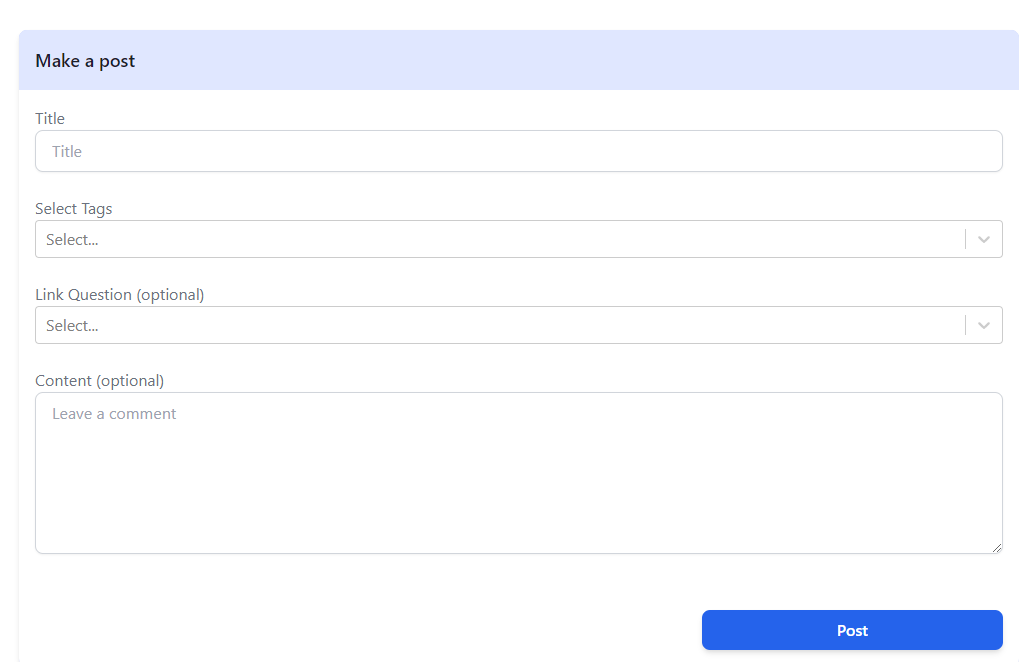 Make a post
Title
Title
Select Tags
Select...
Link Question (optional)
Select...
Content (optional)
Leave a comment
Post